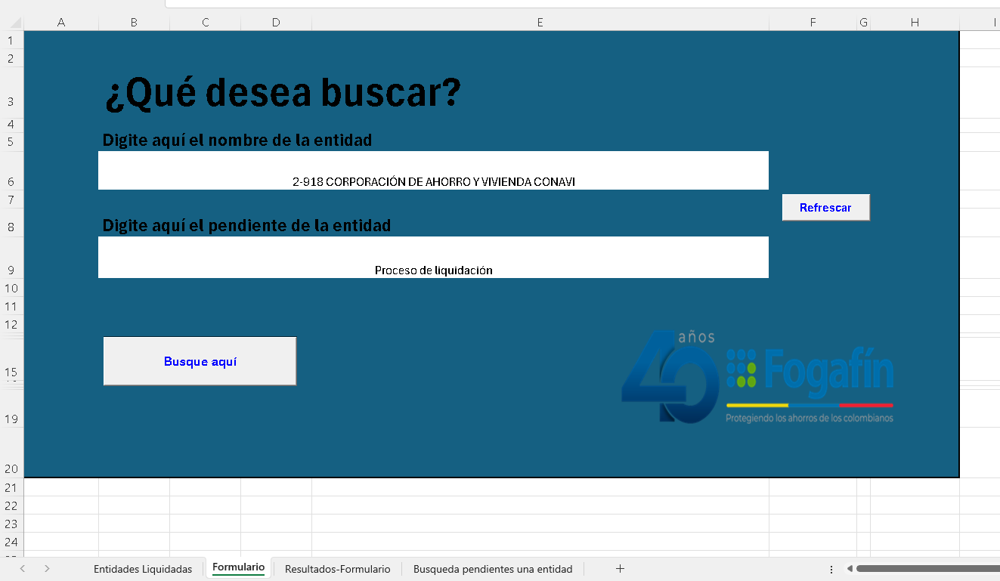 A B C D E F G H I
1
2
3 ¿Qué desea buscar?
4
5 Digite aquí el nombre de la entidad
6 2-918 CORPORACIÓN DE AHORRO Y VIVIENDA CONAVI
7 Refrescar
8 Digite aquí el pendiente de la entidad
9 Proceso de liquidación
10
11
12
años
40 Fogafín
15 Busque aquí
Protegiendo los ahorros de los colombianos
19
20
21
22
23
24
Entidades Liquidadas Formulario Resultados-Formulario Busqueda pendientes una entidad